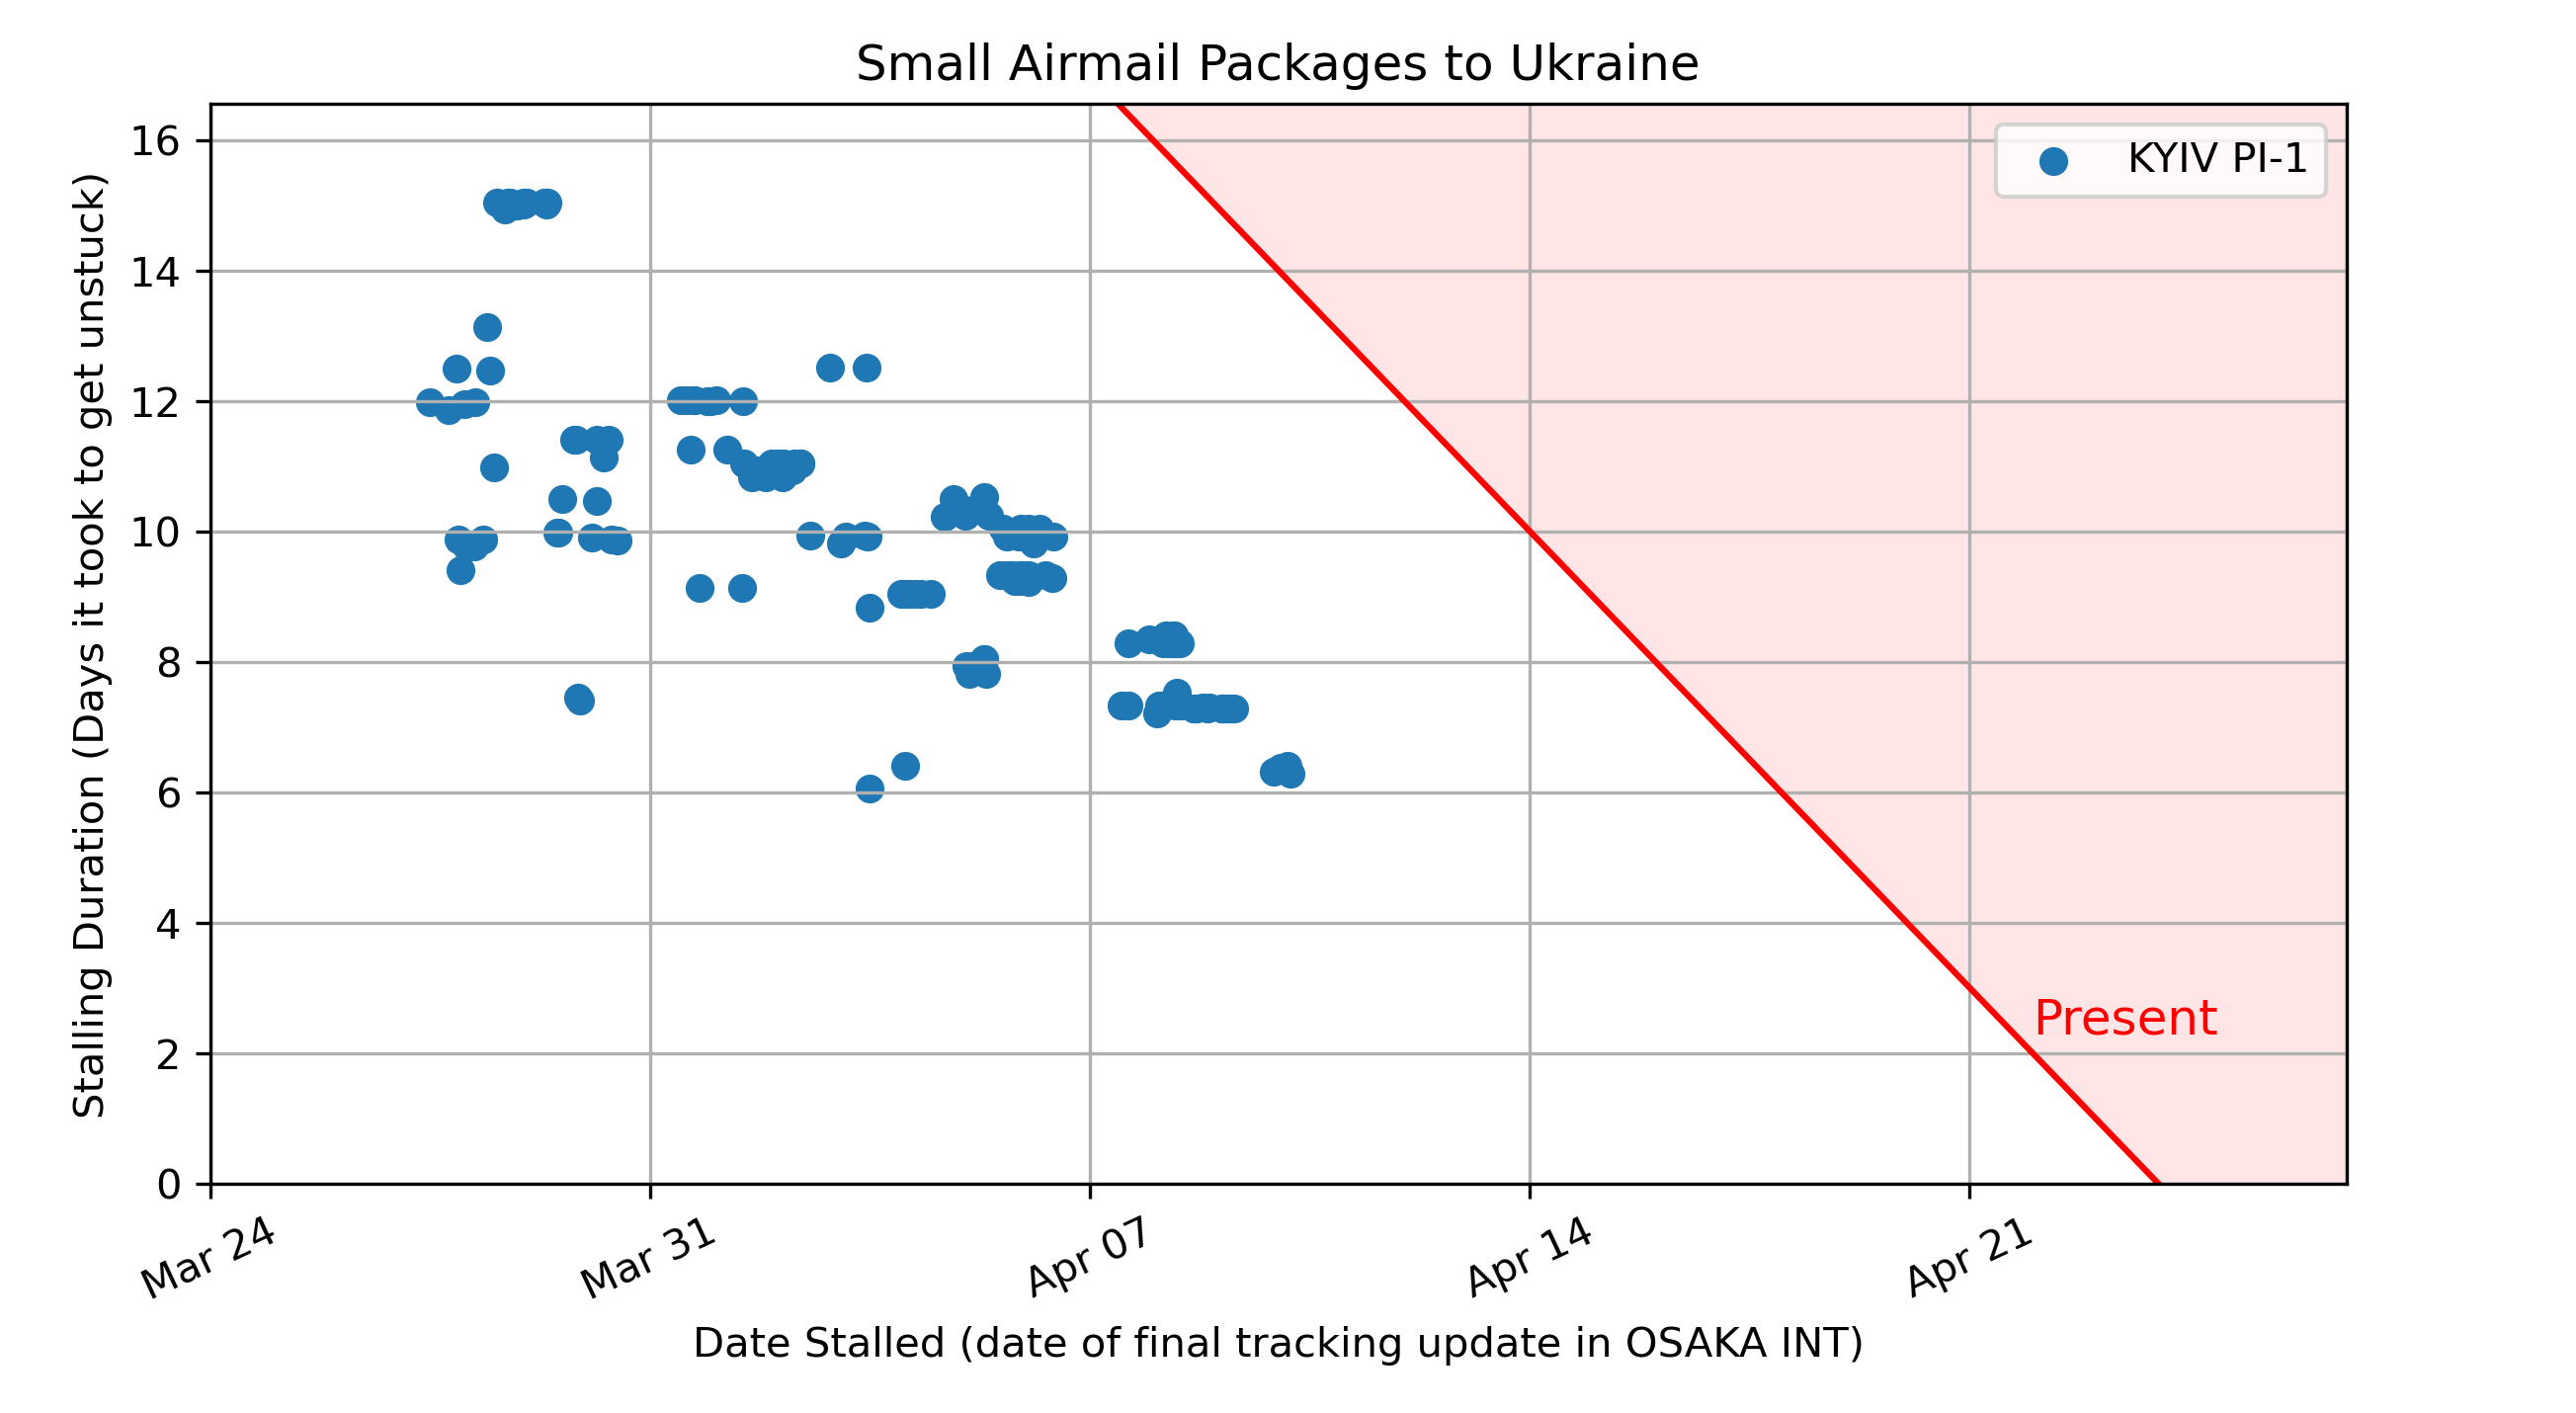 Small Airmail Packages to Ukraine
Stalling Duration (Days it took to get unstuck)
16
14
12
10
8
6
4
2
0
KYIV PI-1
Present
Mar 24
Mar 31
Apr 07
Apr 14
Apr 21
Date Stalled (date of final tracking update in OSAKA INT)